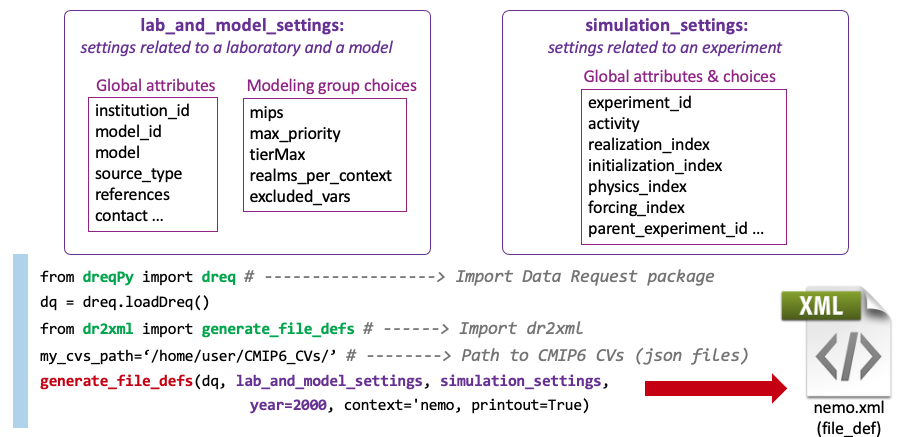 lab_and_model_settings:
settings related to a laboratory and a model
Global attributes
institution_id
model_id
model
source_type
references
contact ...
Modeling group choices
mips
max_priority
tierMax
realms_per_context
excluded_vars
simulation_settings:
settings related to an experiment
Global attributes & choices
experiment_id
activity
realization_index
initialization_index
physics_index
forcing_index
parent_experiment_id ...
from dreqPy import dreq # ------------------> Import Data Request package
dq = dreq.loadDreq()
from dr2xml import generate_file_defs # ------> Import dr2xml
my_cvs_path=‘/home/user/CMIP6_CVs/’ # --------> Path to CMIP6 CVs (json files)
generate_file_defs(dq, lab_and_model_settings, simulation_settings,
year=2000, context='nemo, printout=True)
XML
</>
nemo.xml
(file_def)